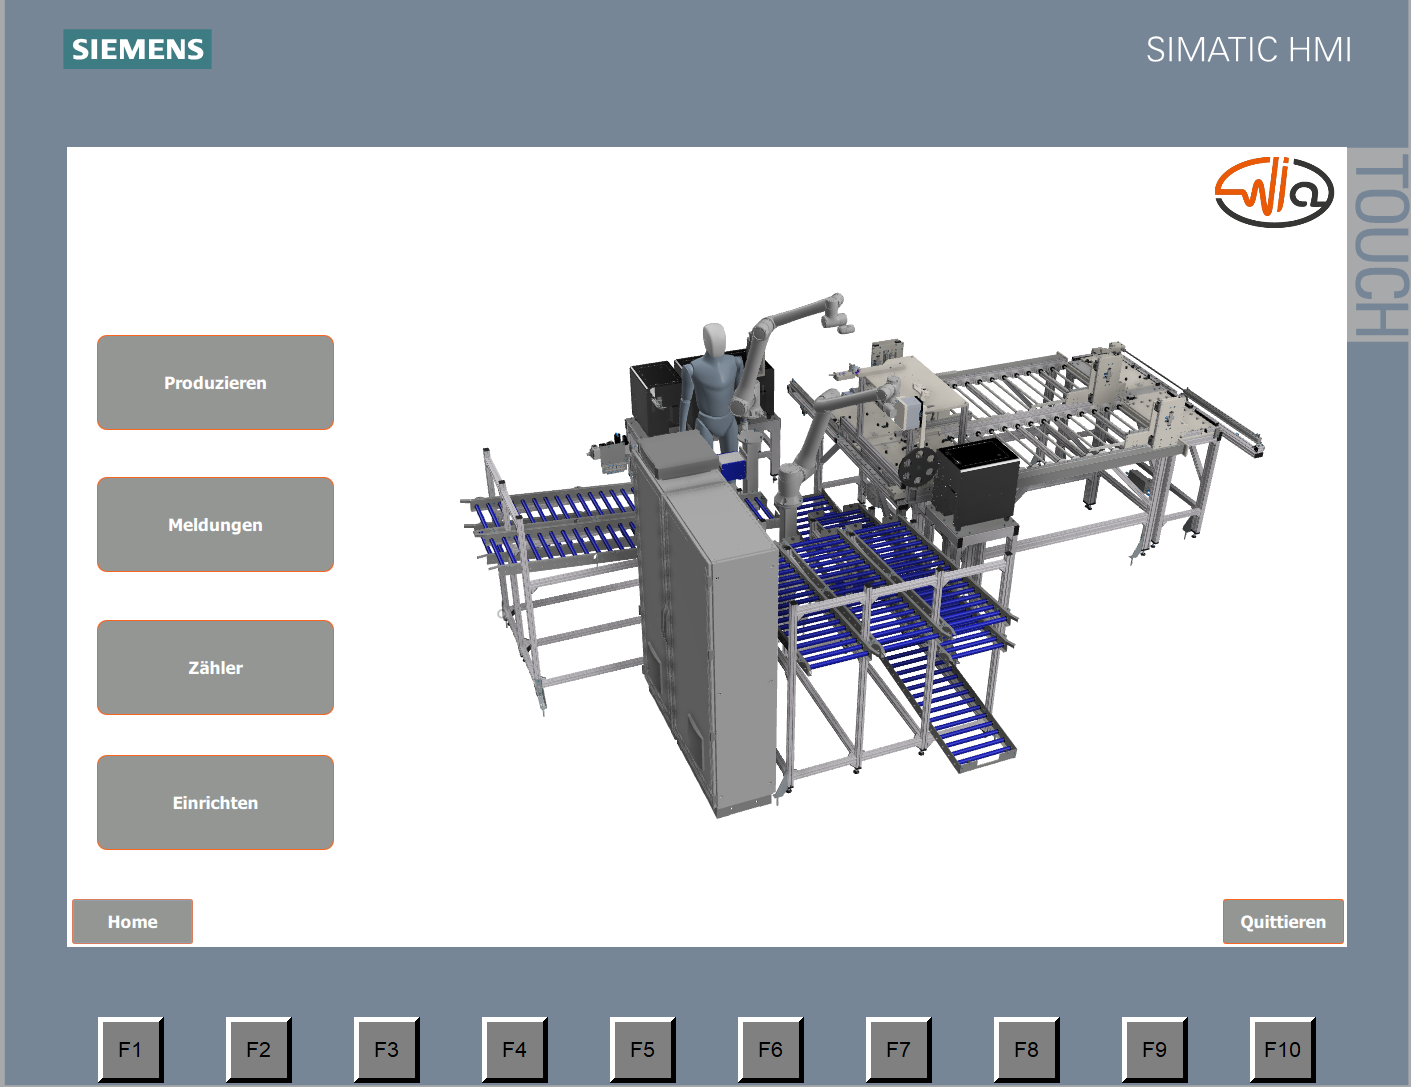 SIEMENS
SIMATIC HMI
TOUCH
wia
Produzieren
Meldungen
Zähler
Einrichten
Home
Quittieren
F1
F2
F3
F4
F5
F6
F7
F8
F9
F10